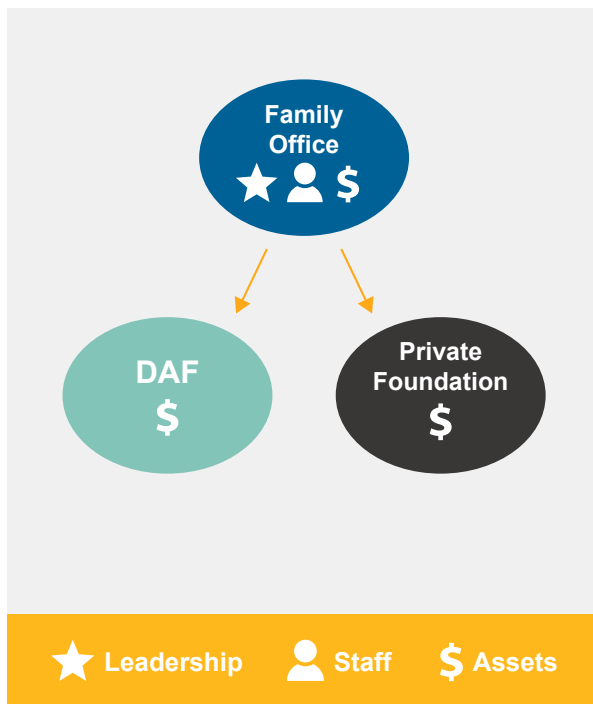 Family
Office
$
DAF
$
Private
Foundation
$
Leadership Staff $ Assets